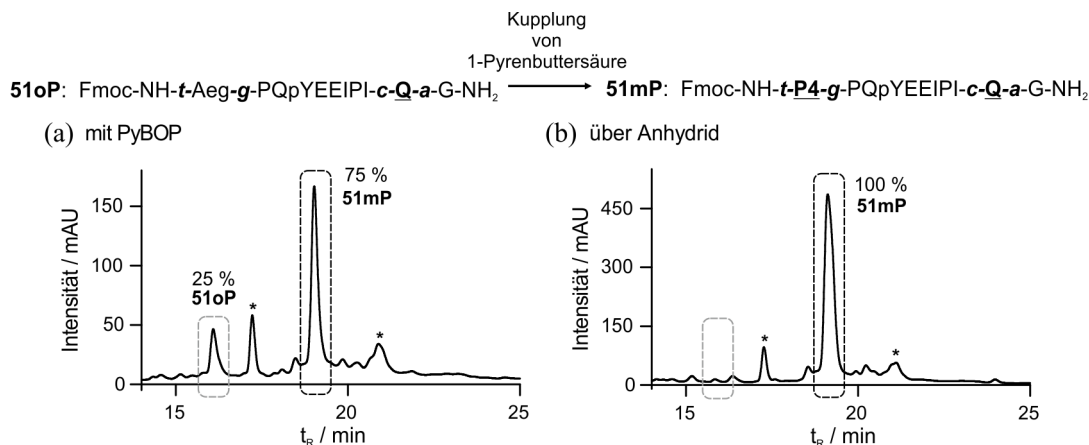 Kupplung
von
1-Pyrenbuttersäure
51oP: Fmoc-NH-t-Aeg-g-PQpYEEIPI-c-Q-a-G-NH₂
51mP: Fmoc-NH-t-P4-g-PQpYEEIPI-c-Q-a-G-NH₂
(a) mit PyBOP
75 %
51mP
25 %
51oP
*
*
Intensität / mAU
150
100
50
0
15
20
25
t_R / min
(b) über Anhydrid
100 %
51mP
*
*
Intensität / mAU
450
300
150
0
15
20
25
t_R / min